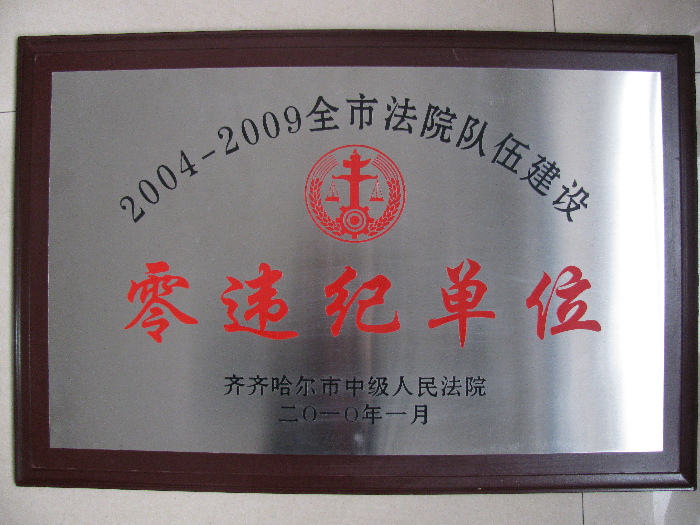 2004-2009全市法院队伍建设
零违纪单位
齐齐哈尔市中级人民法院
二〇一〇年一月